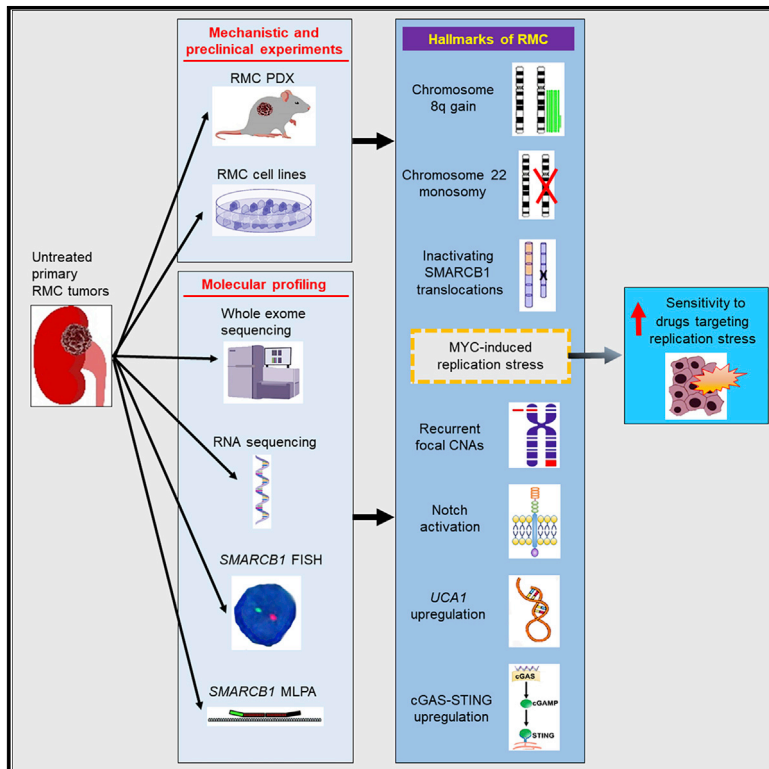 Untreated
primary
RMC tumors
Mechanistic and
preclinical experiments
RMC PDX
RMC cell lines
Molecular profiling
Whole exome
sequencing
RNA sequencing
SMARCB1 FISH
SMARCB1 MLPA
Hallmarks of RMC
Chromosome
8q gain
Chromosome 22
monosomy
Inactivating
SMARCB1
translocations
MYC-induced
replication stress
Recurrent
focal CNAs
Notch
activation
UCA1
upregulation
cGAS-STING
upregulation
cGAS
cGAMP
STING
Sensitivity to
drugs targeting
replication stress